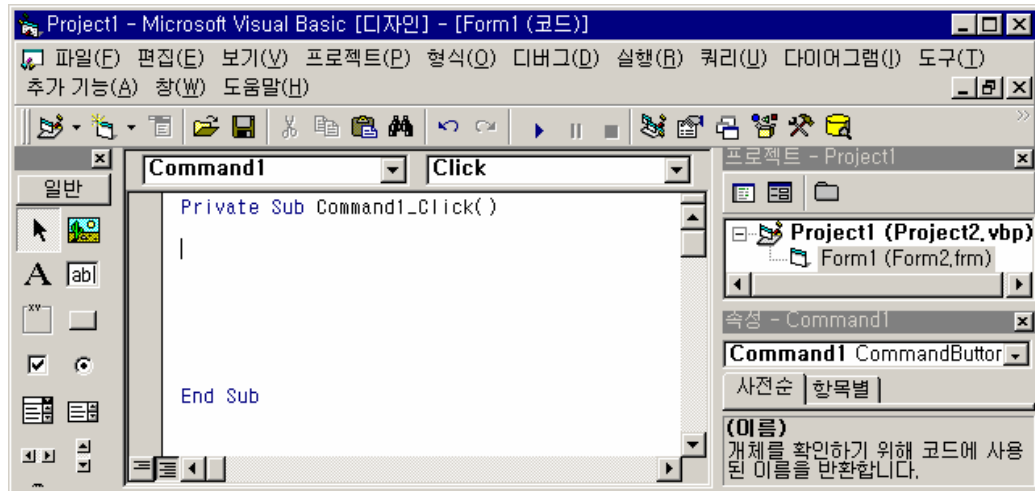 Project1 - Microsoft Visual Basic [디자인] - [Form1 (코드)]
파일(F) 편집(E) 보기(V) 프로젝트(P) 형식(O) 디버그(D) 실행(R) 쿼리(U) 다이어그램(I) 도구(T)
추가 기능(A) 창(W) 도움말(H)
일반
A ab
xy
Command1 Click
Private Sub Command1_Click()
End Sub
프로젝트 - Project1
Project1 (Project2.vbp)
Form1 (Form2.frm)
속성 - Command1
Command1 CommandButtor
사전순 항목별
(이름)
개체를 확인하기 위해 코드에 사용
된 이름을 반환합니다.